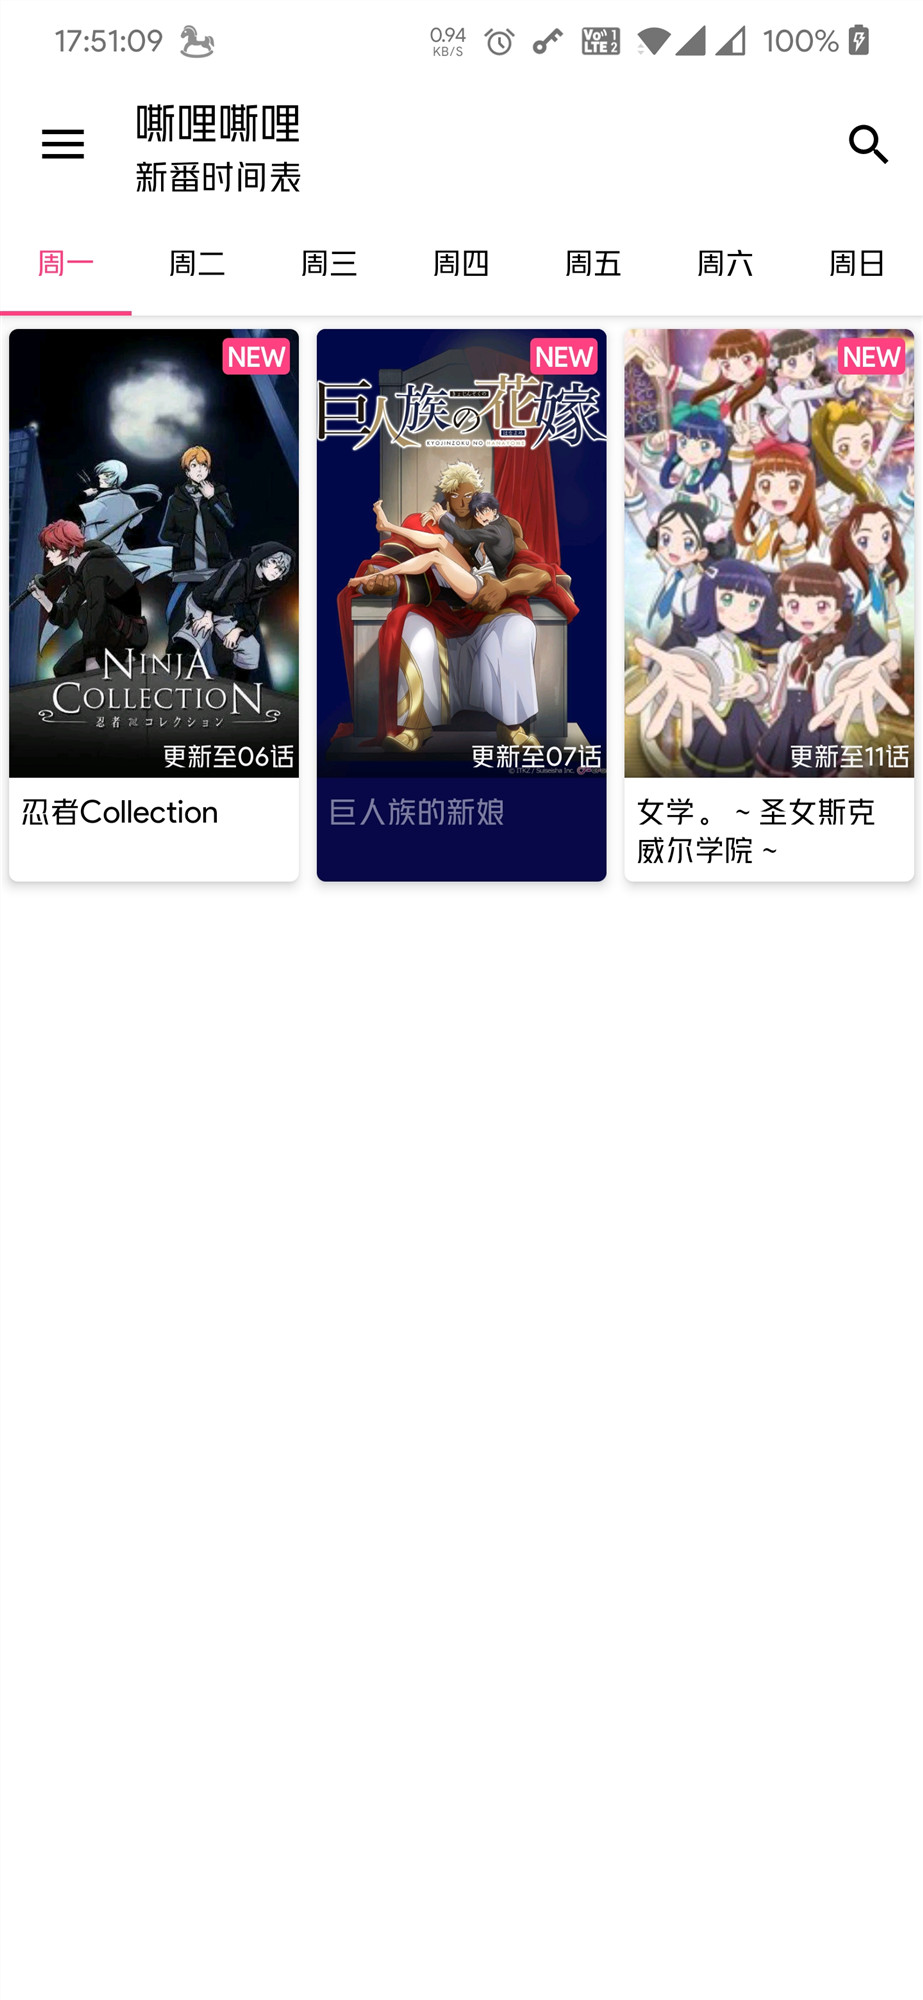 17:51:09
0.94
KB/S
Vo 1
LTE 2
100%
嘶哩嘶哩
新番时间表
周一 周二 周三 周四 周五 周六 周日
NEW
NINJA
COLLECTION
忍者 コレクション
更新至06话
忍者Collection
NEW
巨人族の花嫁
KYOJINZOKU NO HANAYOME
更新至07话
巨人族的新娘
NEW
更新至11话
女学。 ~ 圣女斯克
威尔学院 ~